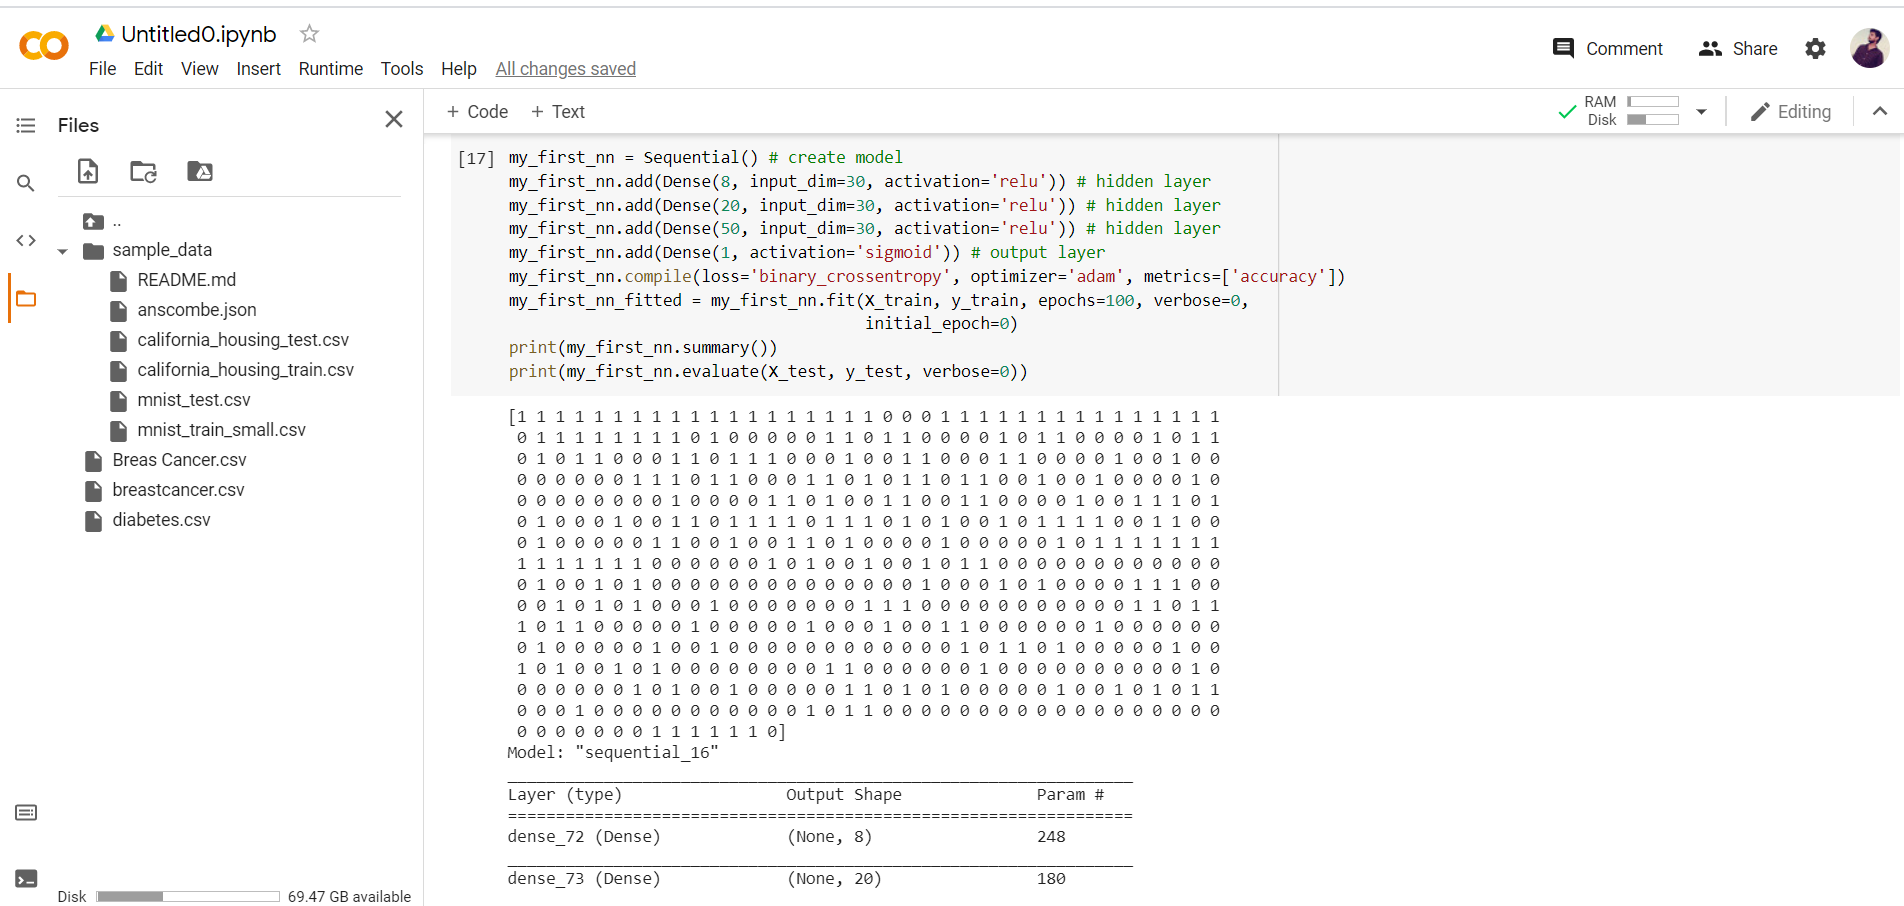 Untitled0.ipynb
File Edit View Insert Runtime Tools Help All changes saved
Comment Share
Files
+ Code + Text
RAM
Disk
Editing
..
sample_data
README.md
anscombe.json
california_housing_test.csv
california_housing_train.csv
mnist_test.csv
mnist_train_small.csv
Breas Cancer.csv
breastcancer.csv
diabetes.csv
Disk 69.47 GB available
[17] my_first_nn = Sequential() # create model
my_first_nn.add(Dense(8, input_dim=30, activation='relu')) # hidden layer
my_first_nn.add(Dense(20, input_dim=30, activation='relu')) # hidden layer
my_first_nn.add(Dense(50, input_dim=30, activation='relu')) # hidden layer
my_first_nn.add(Dense(1, activation='sigmoid')) # output layer
my_first_nn.compile(loss='binary_crossentropy', optimizer='adam', metrics=['accuracy'])
my_first_nn_fitted = my_first_nn.fit(X_train, y_train, epochs=100, verbose=0,
initial_epoch=0)
print(my_first_nn.summary())
print(my_first_nn.evaluate(X_test, y_test, verbose=0))
[1 1 1 1 1 1 1 1 1 1 1 1 1 1 1 1 1 1 1 0 0 0 1 1 1 1 1 1 1 1 1 1 1 1 1 1 1
0 1 1 1 1 1 1 1 1 0 1 0 0 0 0 0 1 1 0 1 1 0 0 0 0 1 0 1 1 0 0 0 0 1 0 1 1
0 1 0 1 1 0 0 0 1 1 0 1 1 1 0 0 0 1 0 0 1 1 0 0 0 1 1 0 0 0 0 1 0 0 1 0 0
0 0 0 0 0 0 1 1 1 0 1 1 0 0 0 1 1 0 1 0 1 1 0 1 1 0 0 1 0 0 1 0 0 0 0 1 0
0 0 0 0 0 0 0 0 1 0 0 0 0 1 1 0 1 0 0 1 1 0 0 1 1 0 0 0 0 1 0 0 1 1 1 0 1
0 1 0 0 0 1 0 0 1 1 0 1 1 1 1 0 1 1 1 0 1 0 1 0 0 1 0 1 1 1 1 0 0 1 1 0 0
0 1 0 0 0 0 0 1 1 0 0 1 0 0 1 1 0 1 0 0 0 0 1 0 0 0 0 0 1 0 1 1 1 1 1 1 1
1 1 1 1 1 1 1 0 0 0 0 0 0 1 0 1 0 0 1 0 0 1 0 1 1 0 0 0 0 0 0 0 0 0 0 0 0
0 1 0 0 1 0 1 0 0 0 0 0 0 0 0 0 0 0 0 0 0 1 0 0 0 1 0 1 0 0 0 0 1 1 1 0 0
0 0 1 0 1 0 1 0 0 0 1 0 0 0 0 0 0 0 1 1 1 0 0 0 0 0 0 0 0 0 0 0 1 1 0 1 1
1 0 1 1 0 0 0 0 0 1 0 0 0 0 0 1 0 0 0 1 0 0 1 1 0 0 0 0 0 0 1 0 0 0 0 0 0
0 1 0 0 0 0 0 1 0 0 1 0 0 0 0 0 0 0 0 0 0 0 0 1 0 1 1 0 1 0 0 0 0 0 1 0 0
1 0 1 0 0 1 0 1 0 0 0 0 0 0 0 0 1 1 0 0 0 0 0 0 1 0 0 0 0 0 0 0 0 0 0 1 0
0 0 0 0 0 0 1 0 1 0 0 1 0 0 0 0 0 1 1 0 1 0 1 0 0 0 0 0 1 0 0 1 0 1 0 1 1
0 0 0 1 0 0 0 0 0 0 0 0 0 0 0 1 0 1 1 0 0 0 0 0 0 0 0 0 0 0 0 0 0 0 0 0 0
0 0 0 0 0 0 0 1 1 1 1 1 1 0]
Model: "sequential_16"
_________________________________________________________________
Layer (type) Output Shape Param #
=================================================================
dense_72 (Dense) (None, 8) 248
_________________________________________________________________
dense_73 (Dense) (None, 20) 180